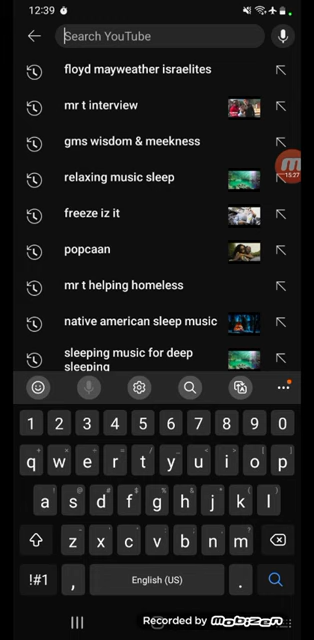 12:39
Search YouTube
floyd mayweather israelites
mr t interview
gms wisdom & meekness
relaxing music sleep
15:27
freeze iz it
popcaan
mr t helping homeless
native american sleep music
sleeping music for deep
sleeping
1 2 3 4 5 6 7 8 9 0
q w e r t y u i o p
a s d f g h j k l
z x c v b n m
!#1 , English (US) .
Recorded by mobizen